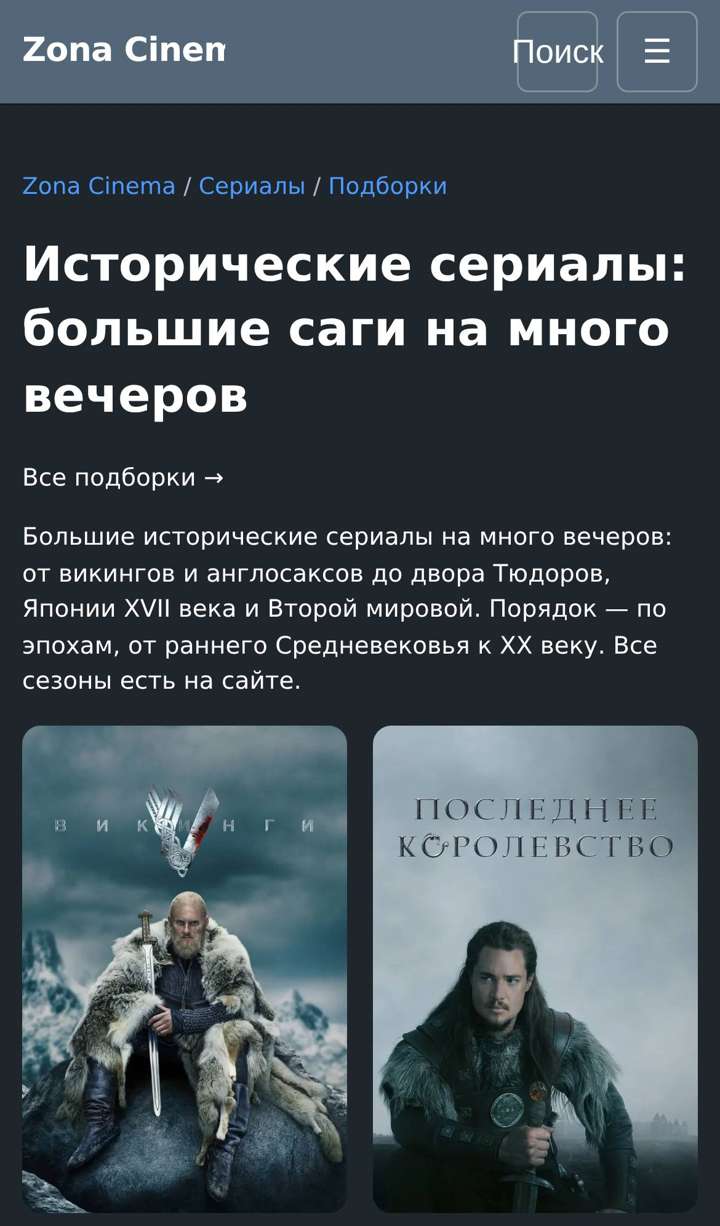 Zona Cinem
Поиск ☰
Zona Cinema / Сериалы / Подборки
Исторические сериалы:
большие саги на много
вечеров
Все подборки →
Большие исторические сериалы на много вечеров:
от викингов и англосаксов до двора Тюдоров,
Японии XVII века и Второй мировой. Порядок — по
эпохам, от раннего Средневековья к XX веку. Все
сезоны есть на сайте.
ВИКИНГИ
ПОСЛЕДНЕЕ
КОРОЛЕВСТВО